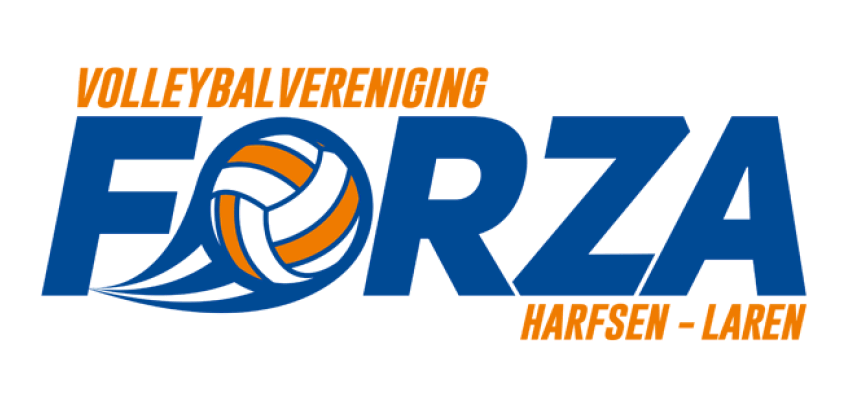 VOLLEYBALVERENIGING
FORZA
HARFSEN - LAREN